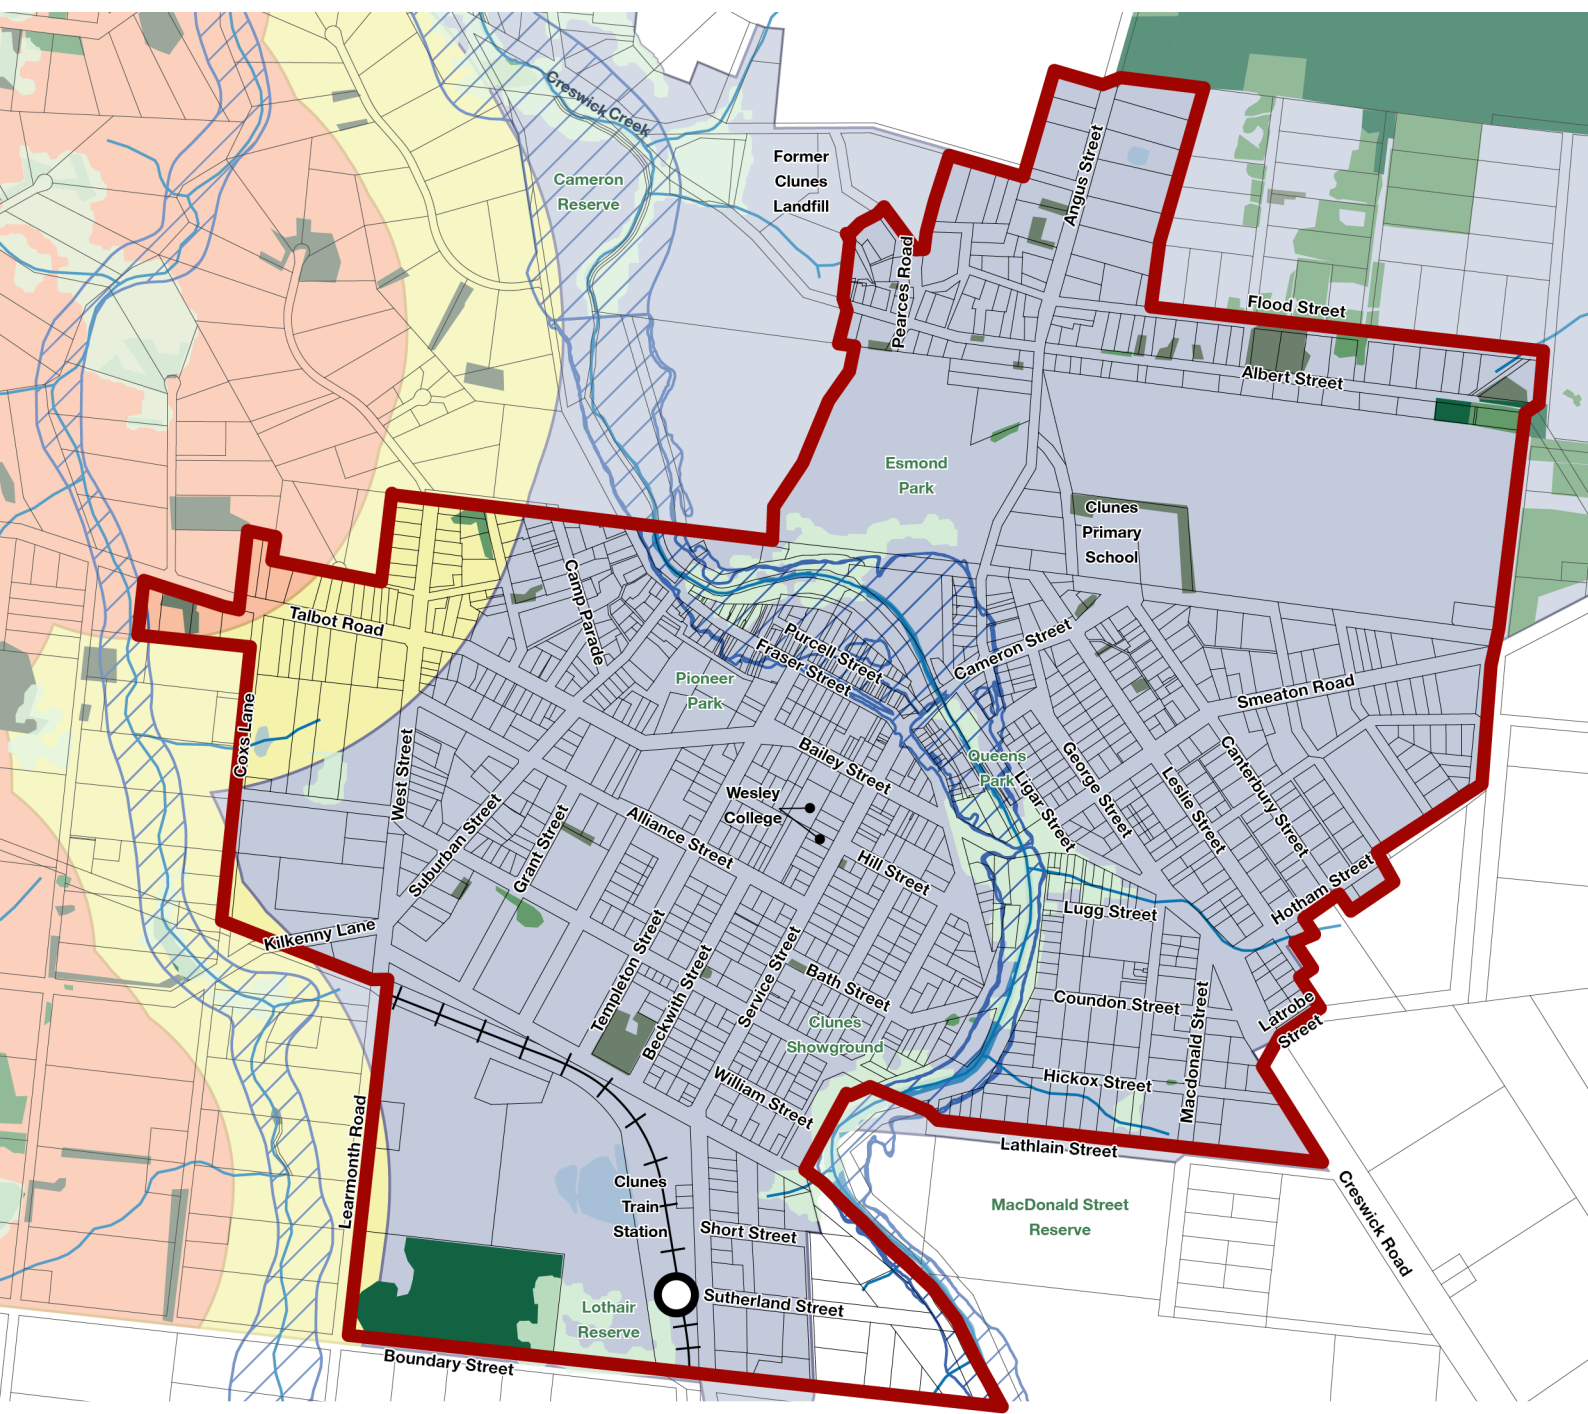 Creswick Creek
Former
Clunes
Landfill
Cameron
Reserve
Angus Street
Pearces Road
Flood Street
Albert Street
Esmond
Park
Clunes
Primary
School
Camp Parade
Talbot Road
Purcell Street
Fraser Street
Cameron Street
Pioneer
Park
Smeaton Road
Coxs Lane
West Street
Bailey Street
Queens
Park
Ligar Street
George Street
Leslie Street
Canterbury Street
Wesley
College
Suburban Street
Grant Street
Alliance Street
Hill Street
Hotham Street
Lugg Street
Kilkenny Lane
Templeton Street
Beckwith Street
Service Street
Bath Street
Coundon Street
Macdonald Street
Latrobe
Street
Clunes
Showground
Hickox Street
William Street
Learmonth Road
Lathlain Street
Clunes
Train
Station
MacDonald Street
Reserve
Creswick Road
Short Street
Sutherland Street
Lothair
Reserve
Boundary Street